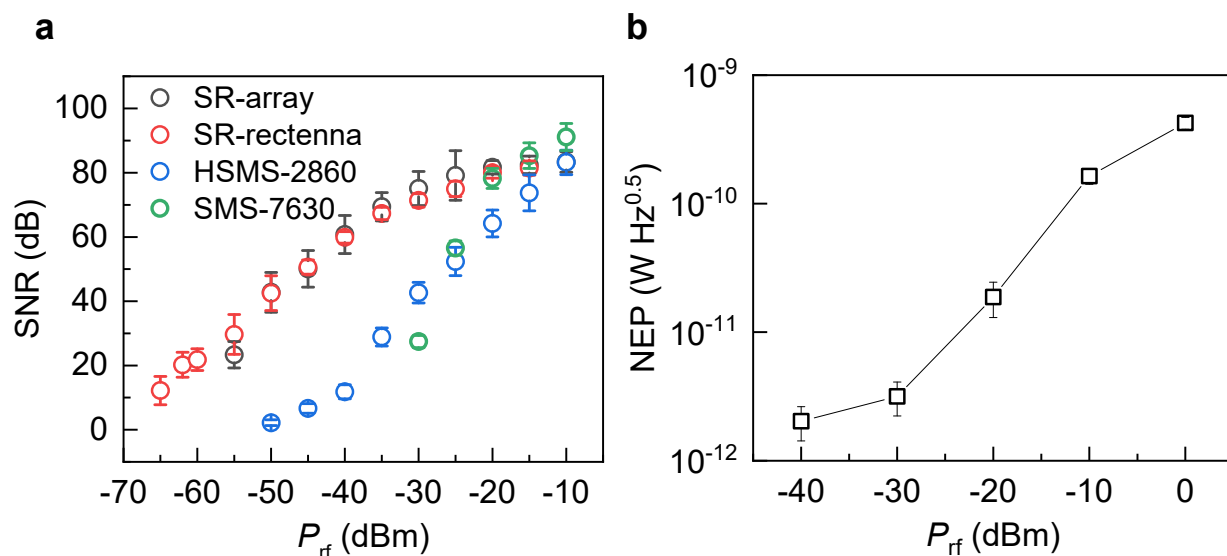 a
SNR (dB)
100
80
60
40
20
0
SR-array
SR-rectenna
HSMS-2860
SMS-7630
-70 -60 -50 -40 -30 -20 -10
Prf (dBm)
b
NEP (W Hz^0.5)
10^-9
10^-10
10^-11
10^-12
-40 -30 -20 -10 0
Prf (dBm)